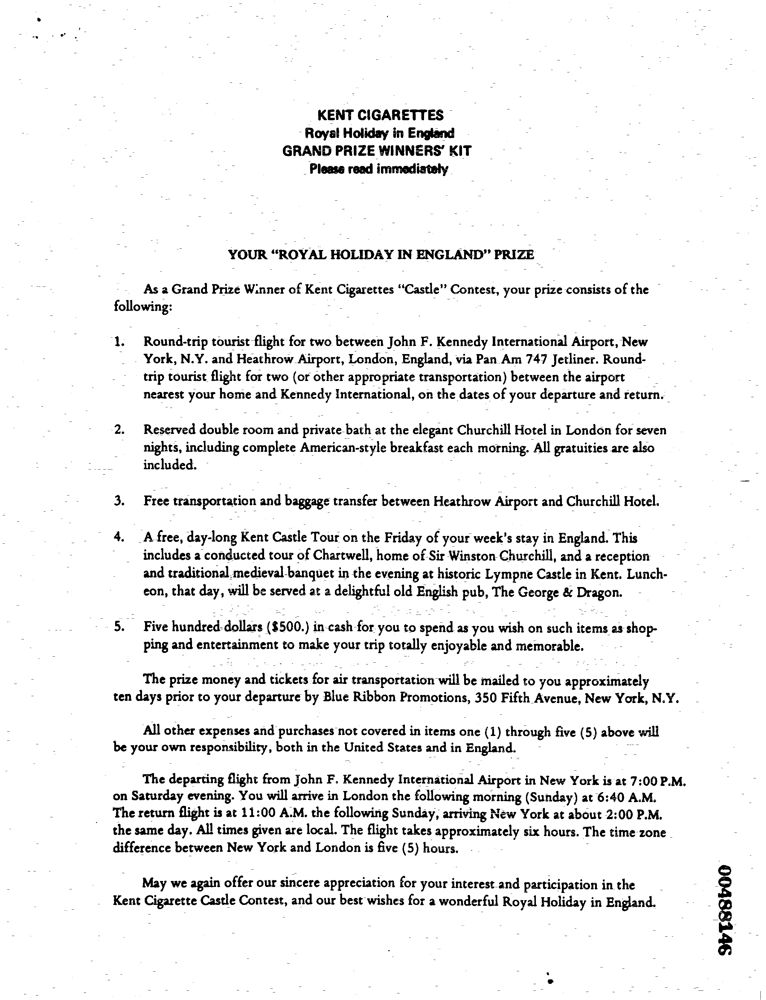 KENT CIGARETTES
Royal Holiday in England
GRAND PRIZE WINNERS' KIT
Please read immediately
YOUR "ROYAL HOLIDAY IN ENGLAND" PRIZE
As a Grand Prize Winner of Kent Cigarettes "Castle" Contest, your prize consists of the
following:
1. Round-trip tourist flight for two between John F. Kennedy International Airport, New
York, N.Y. and Heathrow Airport, London, England, via Pan Am 747 Jetliner. Round-
trip tourist flight for two (or other appropriate transportation) between the airport
nearest your home and Kennedy International, on the dates of your departure and return.
2. Reserved double room and private bath at the elegant Churchill Hotel in London for seven
nights, including complete American-style breakfast each morning. All gratuities are also
included.
3. Free transportation and baggage transfer between Heathrow Airport and Churchill Hotel.
4. A free, day-long Kent Castle Tour on the Friday of your week's stay in England. This
includes a conducted tour of Chartwell, home of Sir Winston Churchill, and a reception
and traditional medieval banquet in the evening at historic Lympne Castle in Kent. Lunch-
eon, that day, will be served at a delightful old English pub, The George & Dragon.
5. Five hundred dollars ($500.) in cash for you to spend as you wish on such items as shop-
ping and entertainment to make your trip totally enjoyable and memorable.
The prize money and tickets for air transportation will be mailed to you approximately
ten days prior to your departure by Blue Ribbon Promotions, 350 Fifth Avenue, New York, N.Y.
All other expenses and purchases not covered in items one (1) through five (5) above will
be your own responsibility, both in the United States and in England.
The departing flight from John F. Kennedy International Airport in New York is at 7:00 P.M.
on Saturday evening. You will arrive in London the following morning (Sunday) at 6:40 A.M.
The return flight is at 11:00 A.M. the following Sunday, arriving New York at about 2:00 P.M.
the same day. All times given are local. The flight takes approximately six hours. The time zone
difference between New York and London is five (5) hours.
May we again offer our sincere appreciation for your interest and participation in the
Kent Cigarette Castle Contest, and our best wishes for a wonderful Royal Holiday in England.
00488146